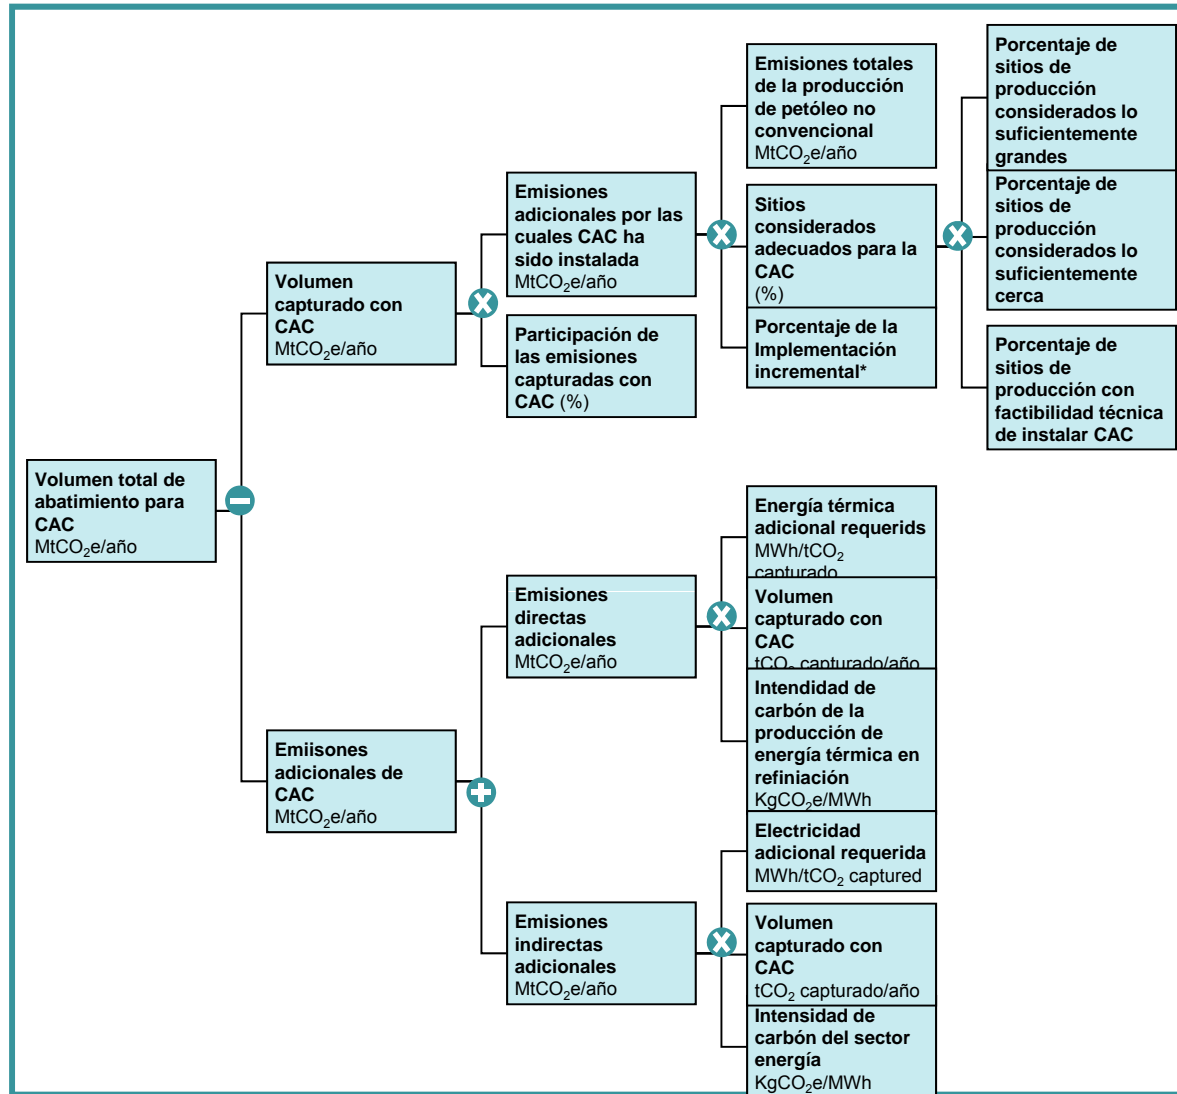 Volumen total de
abatimiento para
CAC
MtCO₂e/año
Volumen
capturado con
CAC
MtCO₂e/año
Emiisones
adicionales de
CAC
MtCO₂e/año
Emisiones
adicionales por las
cuales CAC ha
sido instalada
MtCO₂e/año
Participación de
las emisiones
capturadas con
CAC (%)
Emisiones
directas
adicionales
MtCO₂e/año
Emisiones
indirectas
adicionales
MtCO₂e/año
Emisiones totales
de la producción
de petóleo no
convencional
MtCO₂e/año
Sitios
considerados
adecuados para la
CAC
(%)
Porcentaje de la
Implementación
incremental*
Energía térmica
adicional requerids
MWh/tCO₂
capturado
Volumen
capturado con
CAC
tCO₂ capturado/año
Intendidad de
carbón de la
producción de
energía térmica en
refiniación
KgCO₂e/MWh
Electricidad
adicional requerida
MWh/tCO₂ captured
Volumen
capturado con
CAC
tCO₂ capturado/año
Intensidad de
carbón del sector
energía
KgCO₂e/MWh
Porcentaje de
sitios de
producción
considerados lo
suficientemente
grandes
Porcentaje de
sitios de
producción
considerados lo
suficientemente
cerca
Porcentaje de
sitios de
producción con
factibilidad técnica
de instalar CAC